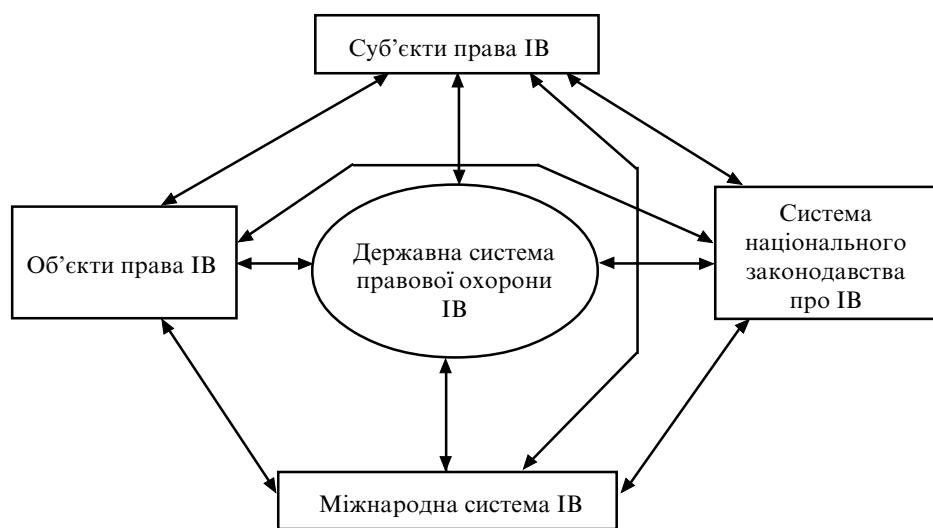 Суб’єкти права ІВ
Об’єкти права ІВ
Державна система
правової охорони
ІВ
Система
національного
законодавства
про ІВ
Міжнародна система ІВ